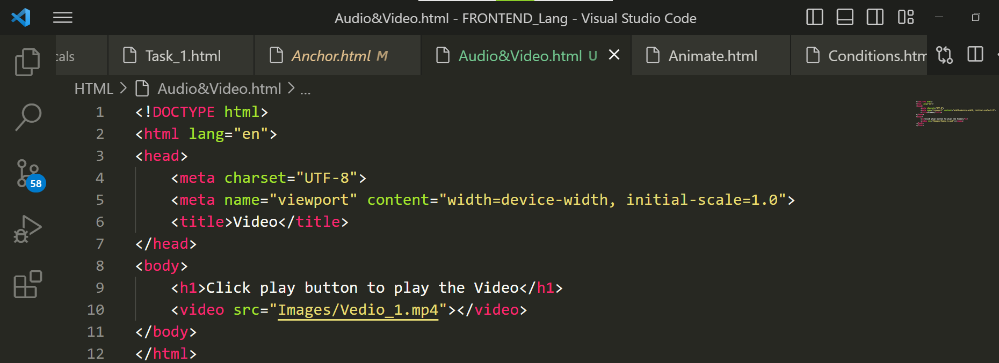 Audio&Video.html - FRONTEND_Lang - Visual Studio Code
cals Task_1.html Anchor.html M Audio&Video.html U Animate.html Conditions.htm
HTML > Audio&Video.html > ...
1 <!DOCTYPE html>
2 <html lang="en">
3 <head>
4 <meta charset="UTF-8">
5 <meta name="viewport" content="width=device-width, initial-scale=1.0">
6 <title>Video</title>
7 </head>
8 <body>
9 <h1>Click play button to play the Video</h1>
10 <video src="Images/Vedio_1.mp4"></video>
11 </body>
12 </html>
58